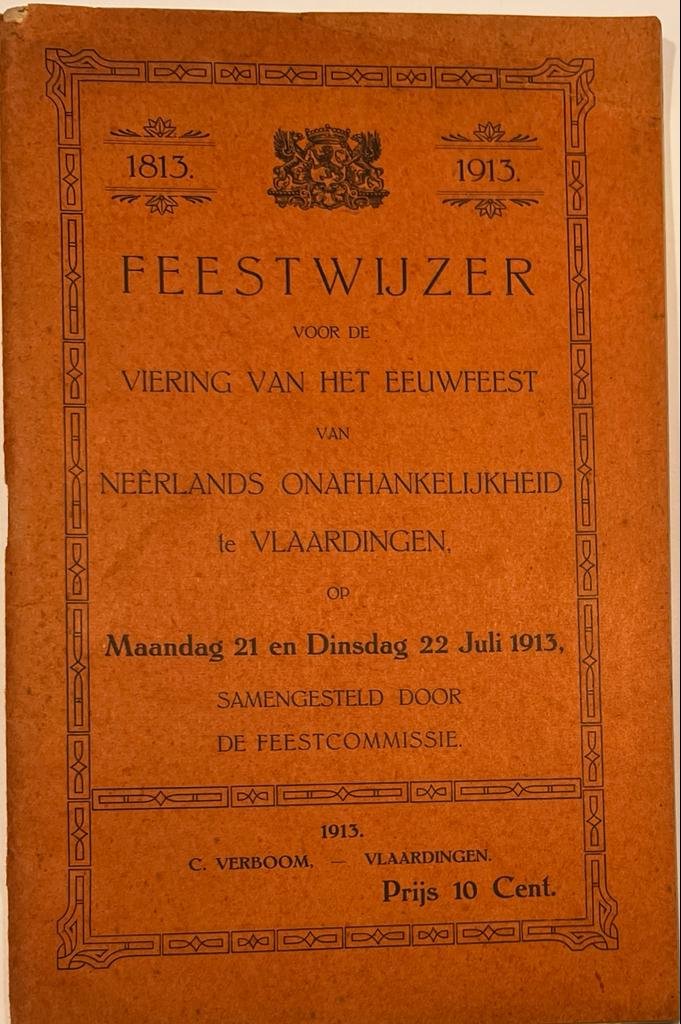 1813.
1913.
FEESTWIJZER
VOOR DE
VIERING VAN HET EEUWFEEST
VAN
NEÊRLANDS ONAFHANKELIJKHEID
te VLAARDINGEN,
OP
Maandag 21 en Dinsdag 22 Juli 1913,
SAMENGESTELD DOOR
DE FEESTCOMMISSIE.
1913.
C. VERBOOM, — VLAARDINGEN.
Prijs 10 Cent.